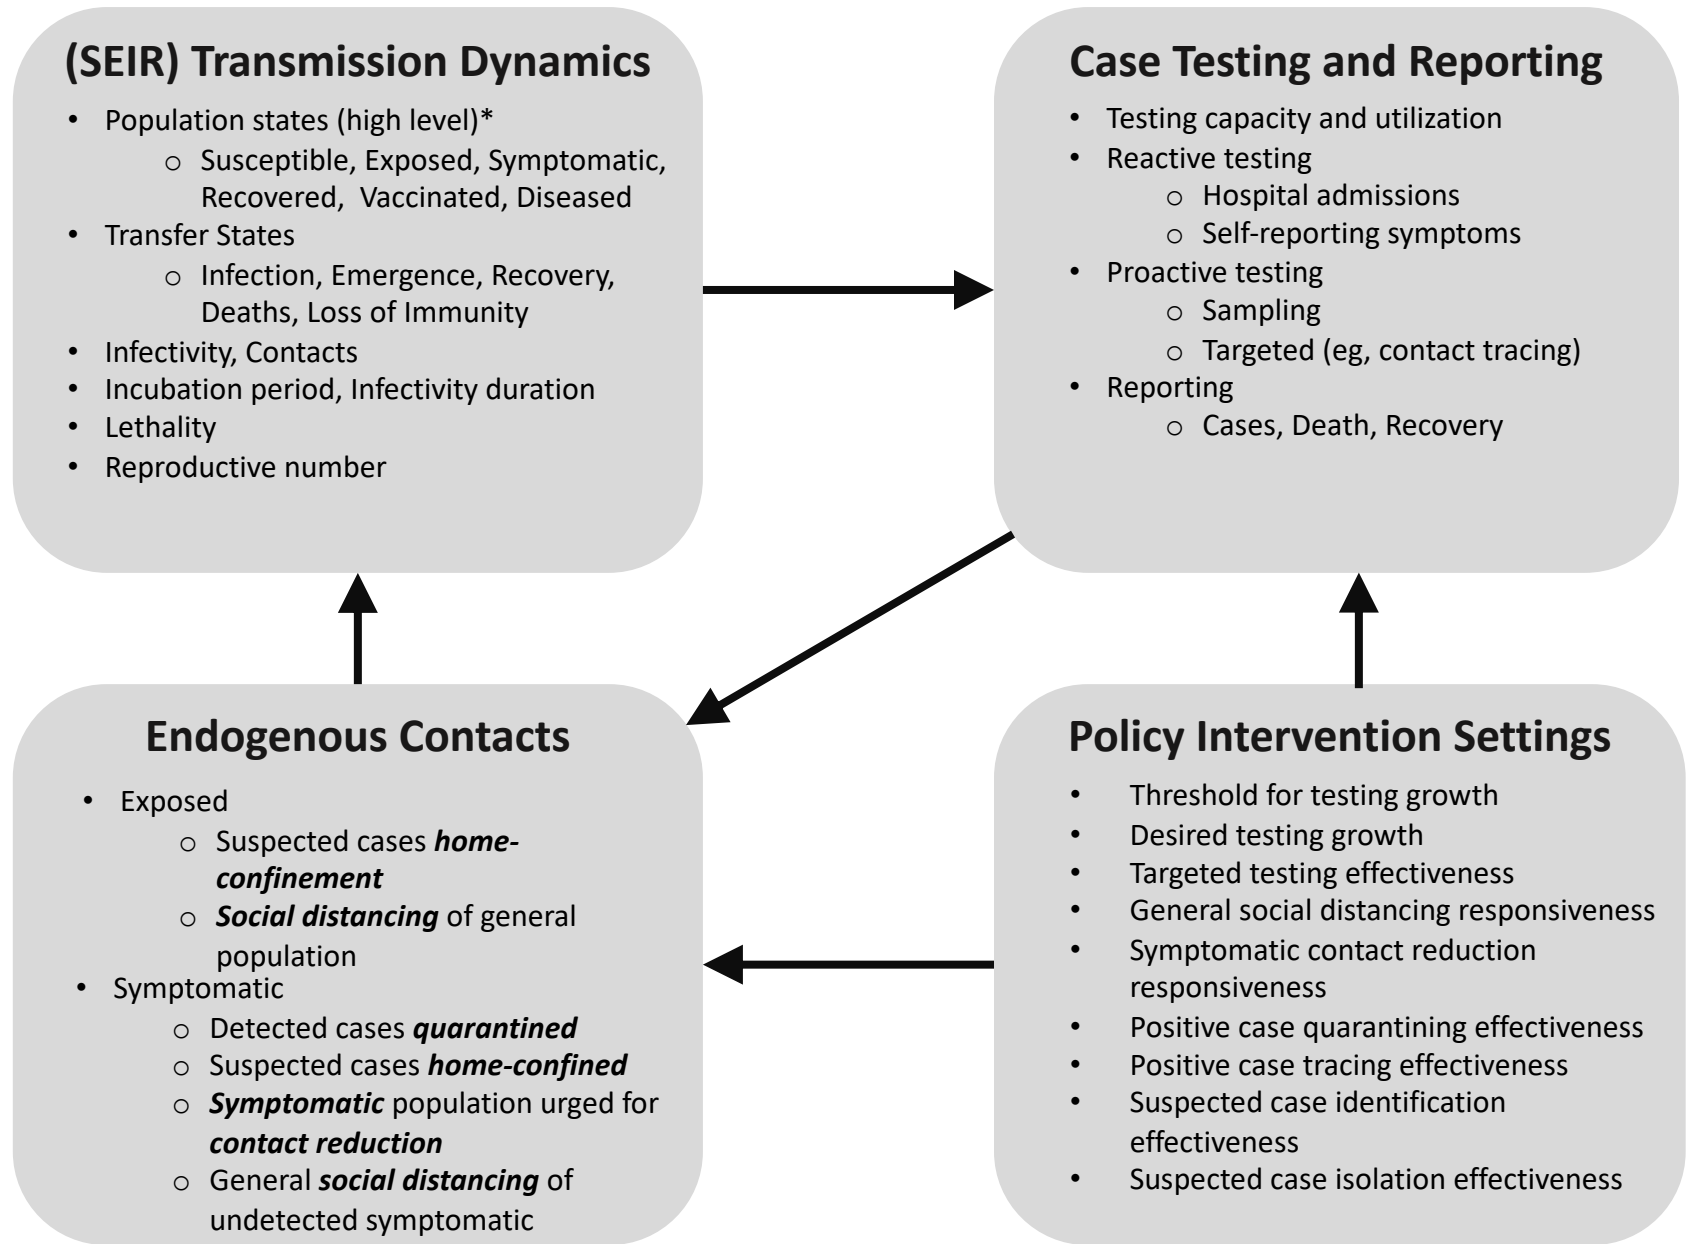 (SEIR) Transmission Dynamics
• Population states (high level)*
o Susceptible, Exposed, Symptomatic,
Recovered,  Vaccinated, Diseased
• Transfer States
o Infection, Emergence, Recovery,
Deaths, Loss of Immunity
• Infectivity, Contacts
• Incubation period, Infectivity duration
• Lethality
• Reproductive number
Case Testing and Reporting
• Testing capacity and utilization
• Reactive testing
o Hospital admissions
o Self-reporting symptoms
• Proactive testing
o Sampling
o Targeted (eg, contact tracing)
• Reporting
o Cases, Death, Recovery
Endogenous Contacts
• Exposed
o Suspected cases home-
confinement
o Social distancing of general
population
• Symptomatic
o Detected cases quarantined
o Suspected cases home-confined
o Symptomatic population urged for
contact reduction
o General social distancing of
undetected symptomatic
Policy Intervention Settings
• Threshold for testing growth
• Desired testing growth
• Targeted testing effectiveness
• General social distancing responsiveness
• Symptomatic contact reduction
responsiveness
• Positive case quarantining effectiveness
• Positive case tracing effectiveness
• Suspected case identification
effectiveness
• Suspected case isolation effectiveness